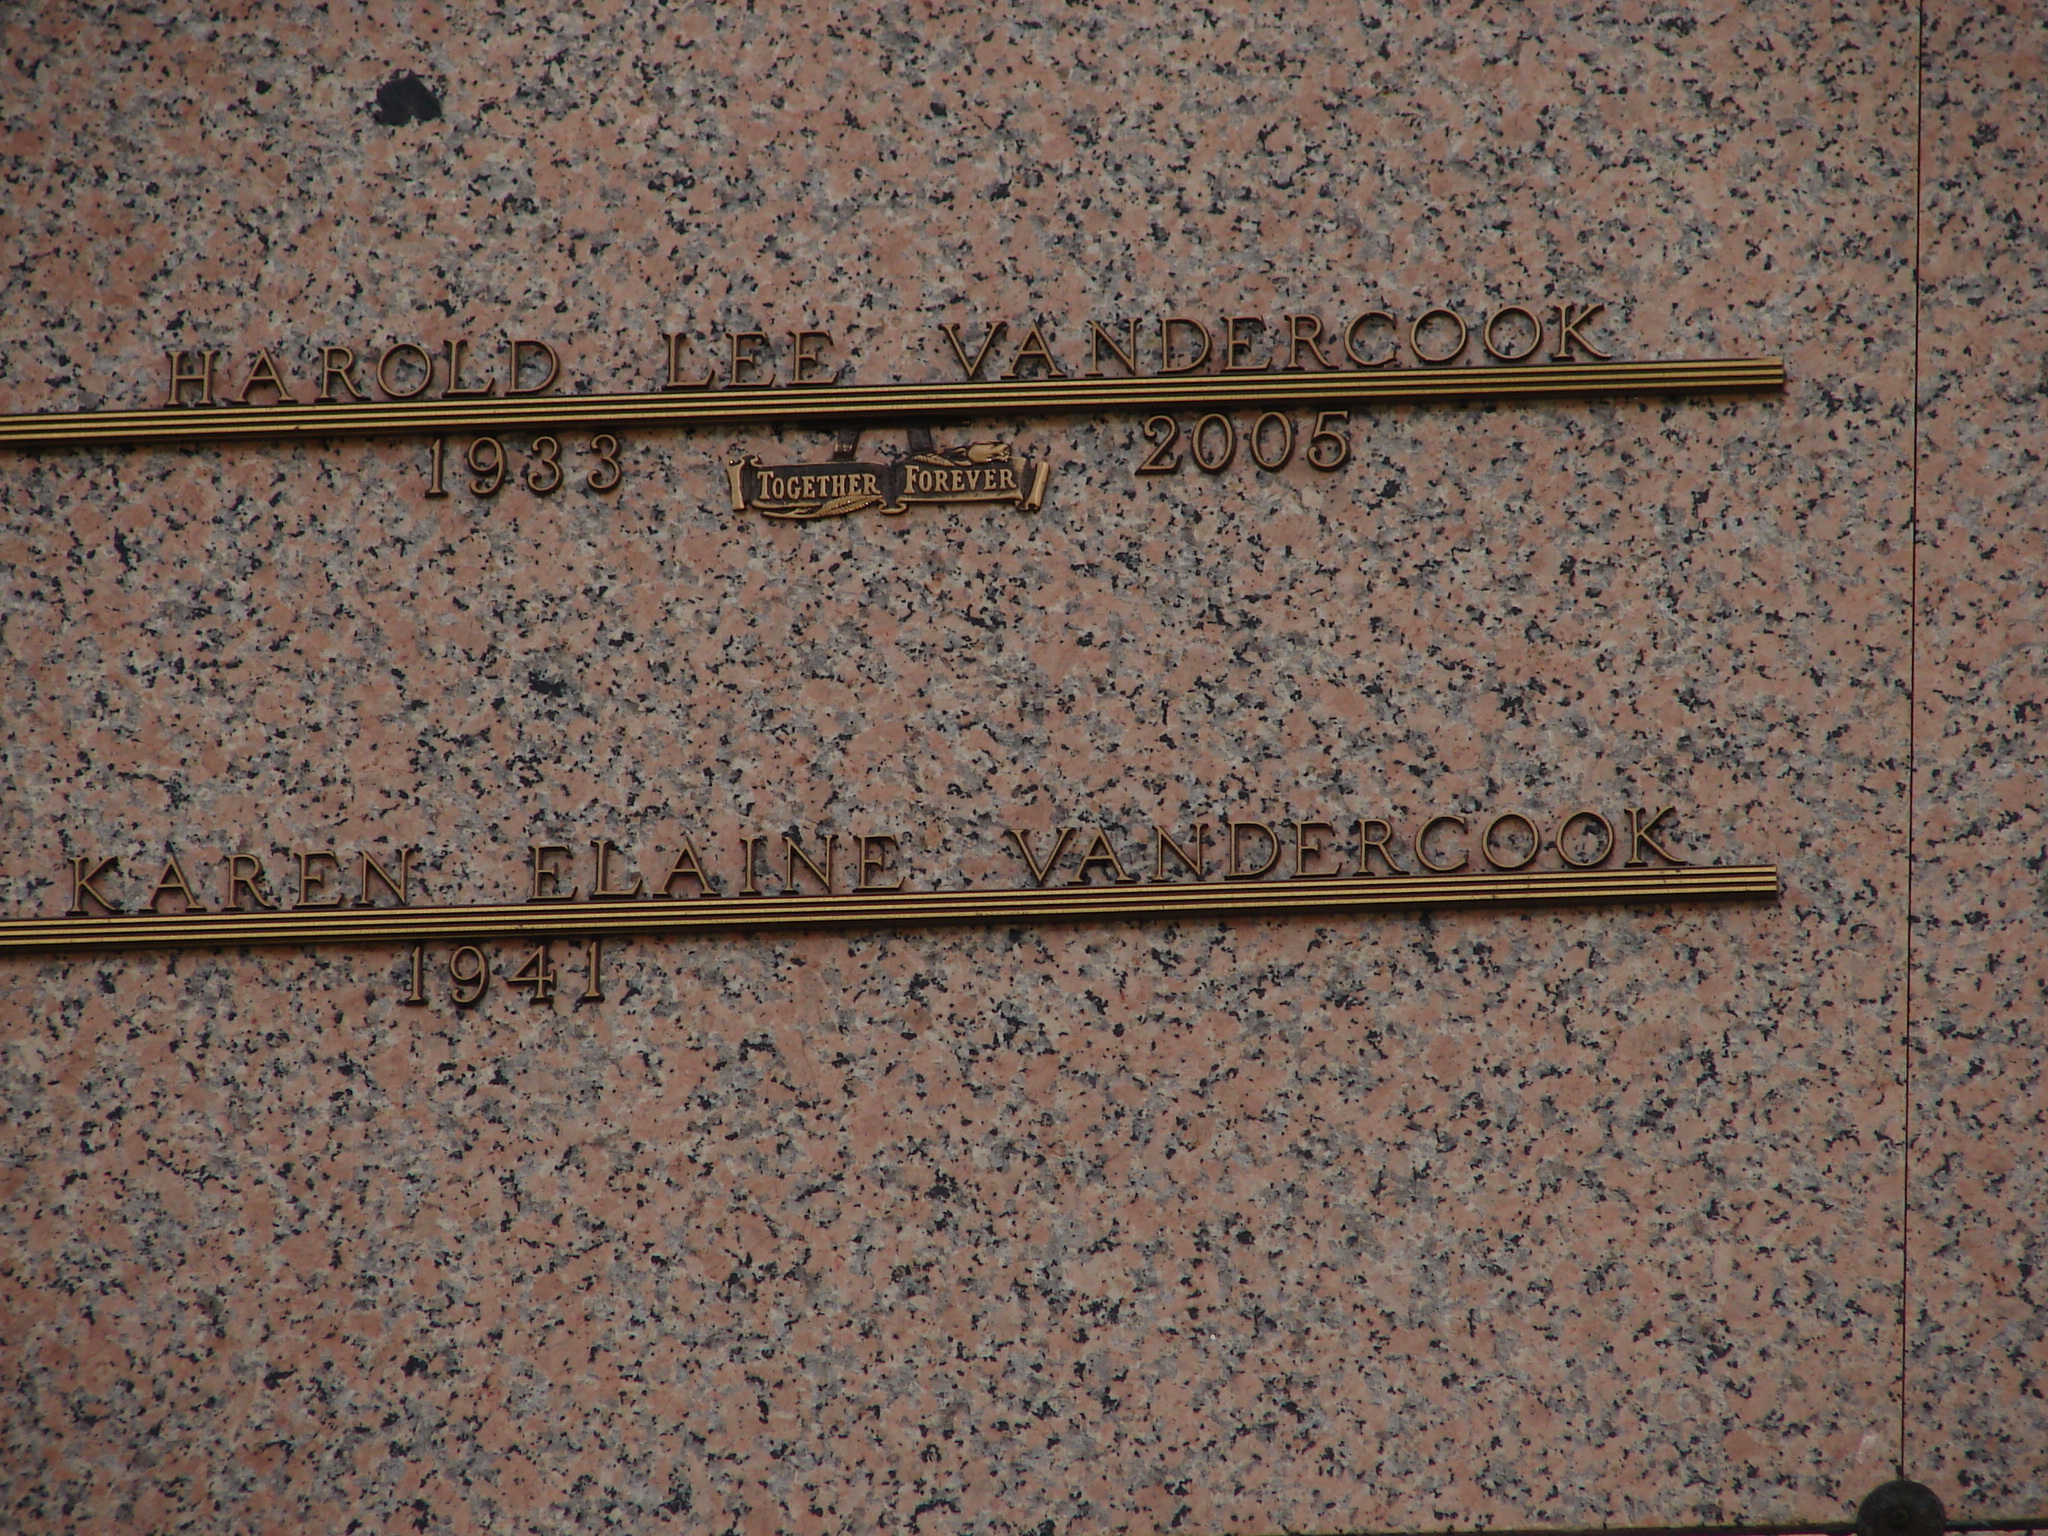 HAROLD LEE VANDERCOOK
1933 TOGETHER FOREVER 2005
KAREN ELAINE VANDERCOOK
1941